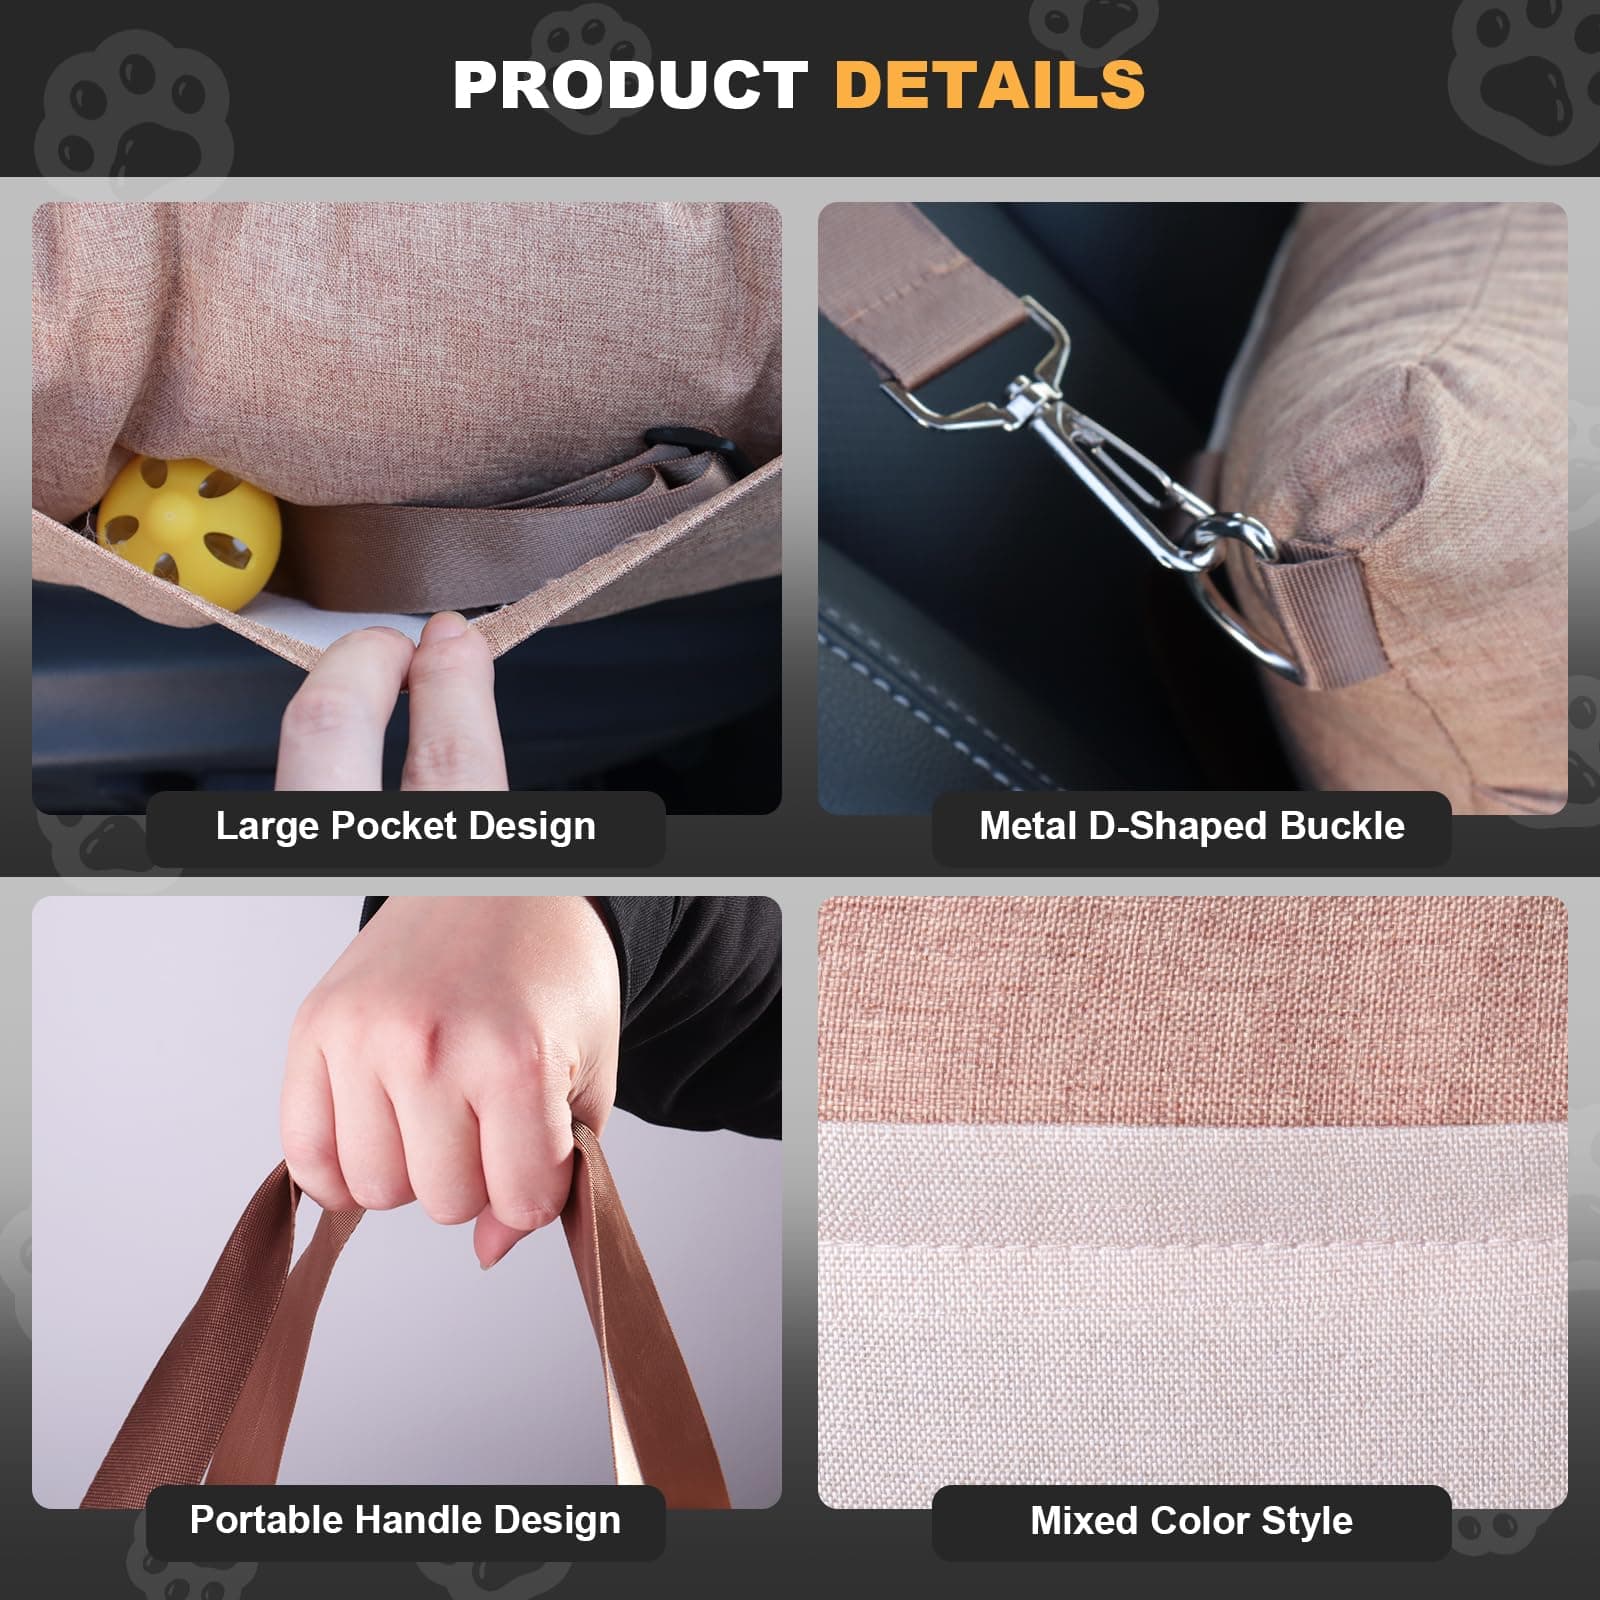 PRODUCT DETAILS
Large Pocket Design
Metal D-Shaped Buckle
Portable Handle Design
Mixed Color Style